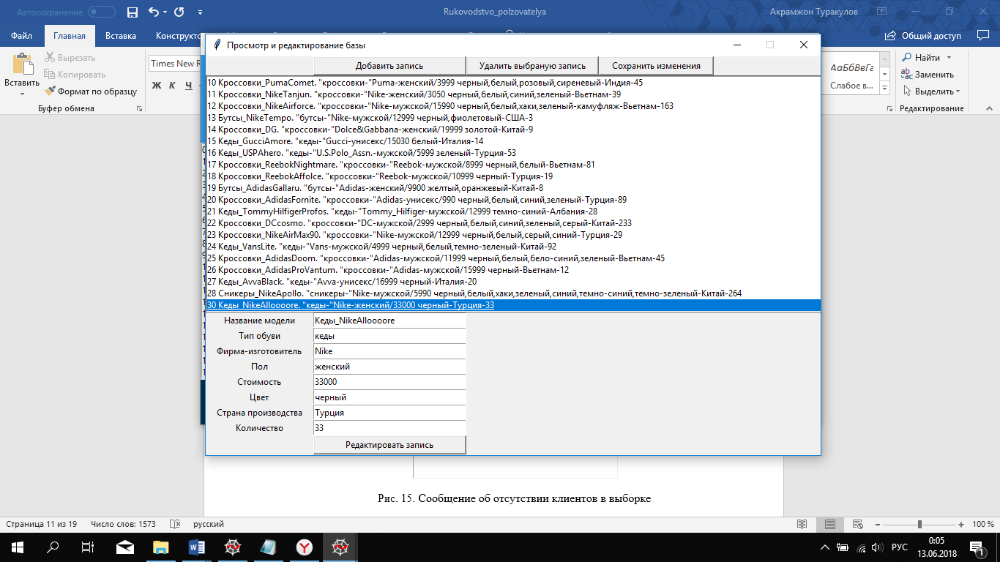 Автосохранение
Rukovodstvo_polzovatelya
Акрамжон Туракулов
Файл
Главная
Вставка
Конструкто
Общий доступ
Просмотр и редактирование базы
Вставить
Вырезать
Копировать
Формат по образцу
Буфер обмена
Times New R
Ж К Ч
АаБбВвГг
Слабое в...
Найти
Заменить
Выделить
Редактирование
Добавить запись
Удалить выбраную запись
Сохранить изменения
10 Кроссовки_PumaComet. "кроссовки-"Puma-женский/3999 черный,белый,розовый,сиреневый-Индия-45
11 Кроссовки_NikeTanjun. "кроссовки-"Nike-женский/3050 черный,белый,синий,зеленый-Вьетнам-39
12 Кроссовки_NikeAirforce. "кроссовки-"Nike-мужской/15990 черный,белый,хаки,зеленый-камуфляж-Вьетнам-163
13 Бутсы_NikeTempo. "бутсы-"Nike-мужской/12999 черный,фиолетовый-США-3
14 Кроссовки_DG. "кроссовки-"Dolce&Gabbana-женский/19999 золотой-Китай-9
15 Кеды_GucciAmore. "кеды-"Gucci-унисекс/15030 белый-Италия-14
16 Кеды_USPAhero. "кеды-"U.S.Polo_Assn.-мужской/5999 зеленый-Турция-53
17 Кроссовки_ReebokNightmare. "кроссовки-"Reebok-мужской/8999 черный,белый-Вьетнам-81
18 Кроссовки_ReebokAffolce. "кроссовки-"Reebok-мужской/10999 черный-Турция-19
19 Бутсы_AdidasGallaru. "бутсы-"Adidas-женский/9900 желтый,оранжевый-Китай-8
20 Кроссовки_AdidasFornite. "кроссовки-"Adidas-унисекс/990 черный,белый,синий,зеленый-Турция-89
21 Кеды_TommyHilfigerProfos. "кеды-"Tommy_Hilfiger-мужской/12999 темно-синий-Албания-28
22 Кроссовки_DCcosmo. "кроссовки-"DC-мужской/2999 черный,белый,синий,зеленый,серый-Китай-233
23 Кроссовки_NikeAirMax90. "кроссовки-"Nike-мужской/12999 черный,белый,серый,синий-Турция-29
24 Кеды_VansLite. "кеды-"Vans-мужской/4999 черный,белый,темно-зеленый-Китай-92
25 Кроссовки_AdidasDoom. "кроссовки-"Adidas-мужской/11999 черный,белый,бело-синий,зеленый-Вьетнам-45
26 Кроссовки_AdidasProVantum. "кроссовки-"Adidas-мужской/15999 черный-Вьетнам-12
27 Кеды_AvvaBlack. "кеды-"Avva-унисекс/16999 черный-Италия-20
28 Сникеры_NikeApollo. "сникеры-"Nike-мужской/5990 черный,белый,хаки,зеленый,синий,темно-синий,темно-зеленый-Китай-264
30 Кеды_NikeAlloooore. "кеды-"Nike-женский/33000 черный-Турция-33
Название модели Кеды_NikeAlloooore
Тип обуви кеды
Фирма-изготовитель Nike
Пол женский
Стоимость 33000
Цвет черный
Страна производства Турция
Количество 33
Редактировать запись
Рис. 15. Сообщение об отсутствии клиентов в выборке
Страница 11 из 19
Число слов: 1573
русский
100 %
РУС
0:05
13.06.2018
1